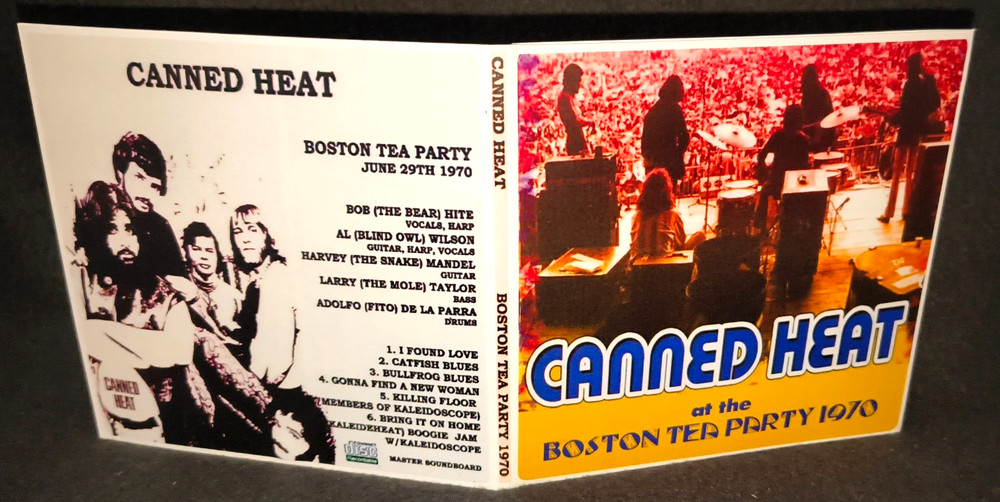 CANNED HEAT
BOSTON TEA PARTY
JUNE 29TH 1970
BOB (THE BEAR) HITE
VOCALS, HARP
AL (BLIND OWL) WILSON
GUITAR, HARP, VOCALS
HARVEY (THE SNAKE) MANDEL
GUITAR
LARRY (THE MOLE) TAYLOR
BASS
ADOLFO (FITO) DE LA PARRA
DRUMS
1. I FOUND LOVE
2. CATFISH BLUES
3. BULLFROG BLUES
4. GONNA FIND A NEW WOMAN
5. KILLING FLOOR
(MEMBERS OF KALEIDOSCOPE)
6. BRING IT ON HOME
(KALEIDEHEAT) BOOGIE JAM
W/KALEIDOSCOPE
MASTER SOUNDBOARD
CANNED
HEAT
COMPACT
disc
Recordable
CANNED HEAT
BOSTON TEA PARTY 1970
CANNED HEAT
at the
BOSTON TEA PARTY 1970